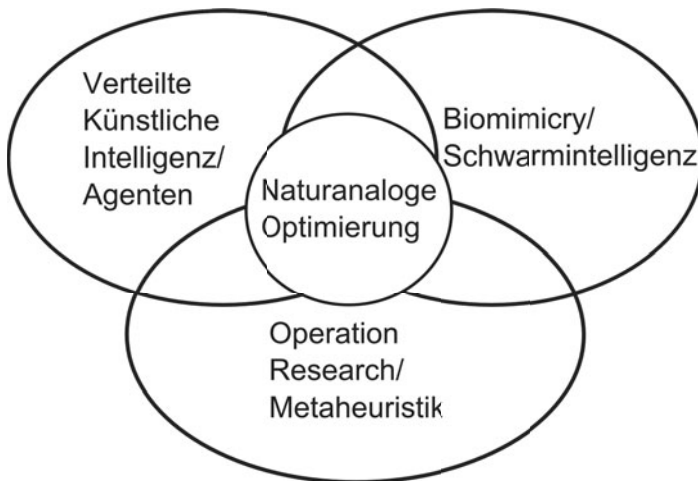 Verteilte
Künstliche
Intelligenz/
Agenten
Biomimicry/
Schwarmintelligenz
Naturanaloge
Optimierung
Operation
Research/
Metaheuristik